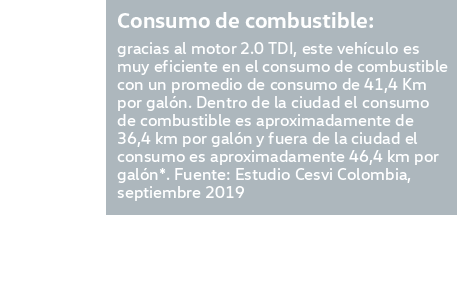 Consumo de combustible:
gracias al motor 2.0 TDI, este vehículo es
muy eficiente en el consumo de combustible
con un promedio de consumo de 41,4 Km
por galón. Dentro de la ciudad el consumo
de combustible es aproximadamente de
36,4 km por galón y fuera de la ciudad el
consumo es aproximadamente 46,4 km por
galón*. Fuente: Estudio Cesvi Colombia,
septiembre 2019